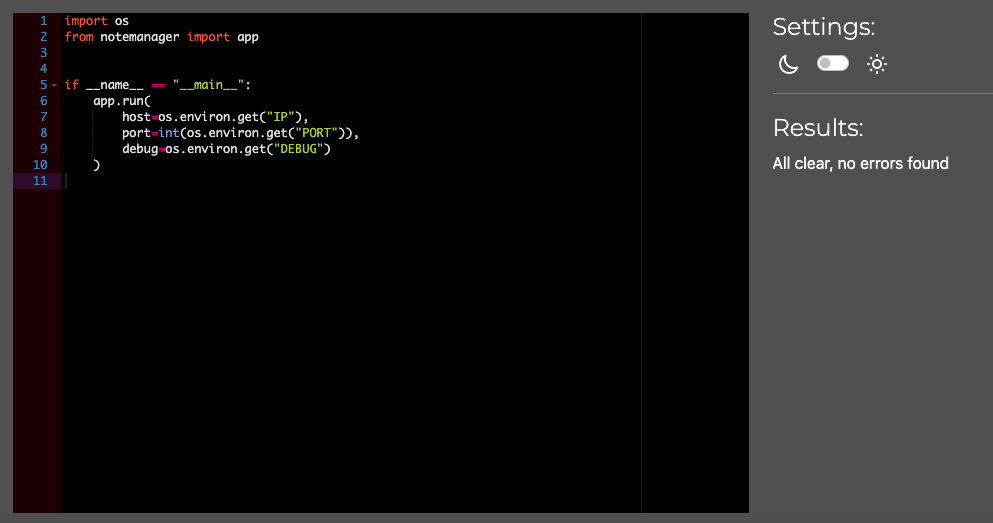 1 import os
2 from notemanager import app
3
4
5 if __name__ == "__main__":
6     app.run(
7         host=os.environ.get("IP"),
8         port=int(os.environ.get("PORT")),
9         debug=os.environ.get("DEBUG")
10     )
11
Settings:
Results:
All clear, no errors found